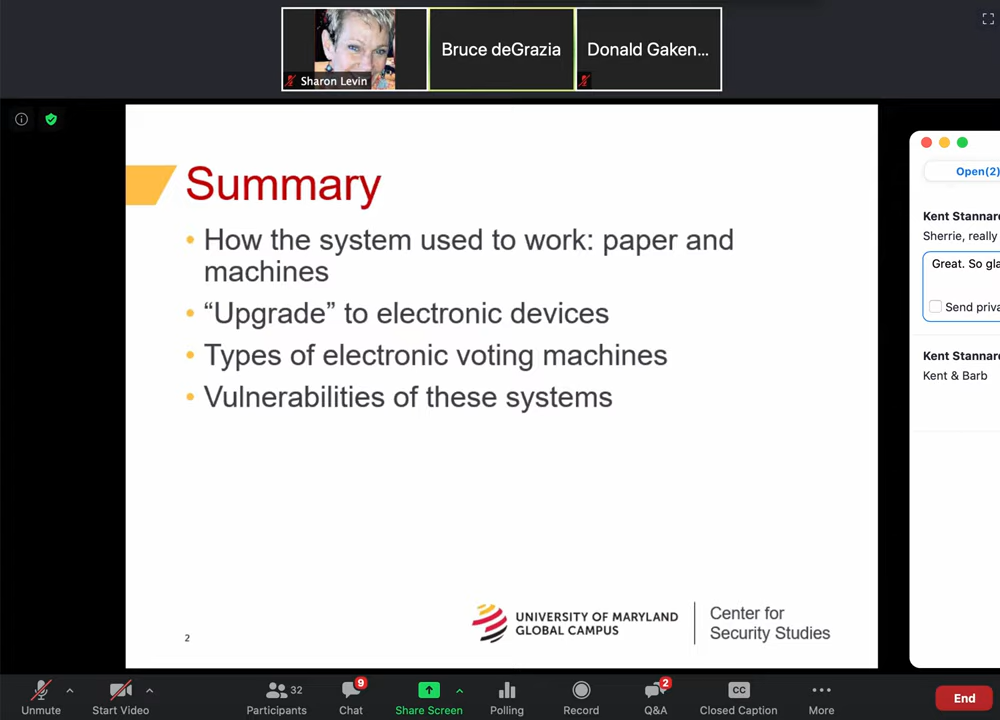 Sharon Levin
Bruce deGrazia
Donald Gaken...
Summary
• How the system used to work: paper and
machines
• “Upgrade” to electronic devices
• Types of electronic voting machines
• Vulnerabilities of these systems
2
UNIVERSITY OF MARYLAND
GLOBAL CAMPUS
Center for
Security Studies
Open(2)
Kent Stannar
Sherrie, really
Great. So gla
Send priva
Kent Stannar
Kent & Barb
Unmute
Start Video
32
Participants
9
Chat
Share Screen
Polling
Record
2
Q&A
CC
Closed Caption
More
End